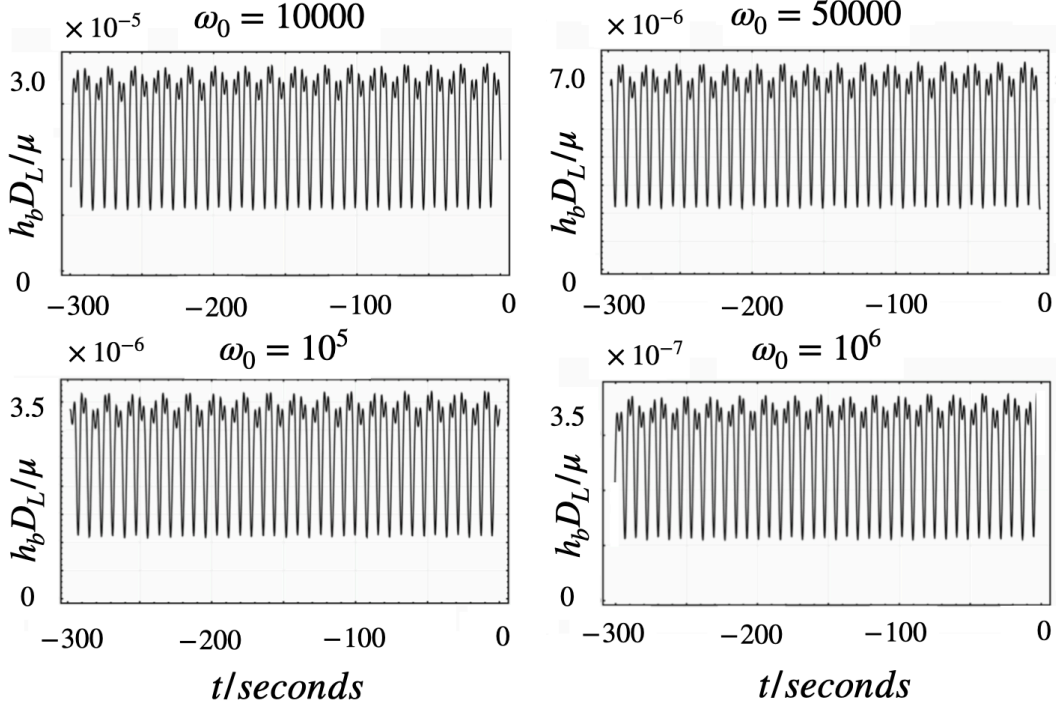 × 10⁻⁵ ω₀ = 10000
3.0
h_b D_L/μ
0
−300 −200 −100 0
× 10⁻⁶ ω₀ = 50000
7.0
h_b D_L/μ
0
−300 −200 −100 0
× 10⁻⁶ ω₀ = 10⁵
3.5
h_b D_L/μ
0
−300 −200 −100 0
t/seconds
× 10⁻⁷ ω₀ = 10⁶
3.5
h_b D_L/μ
0
−300 −200 −100 0
t/seconds